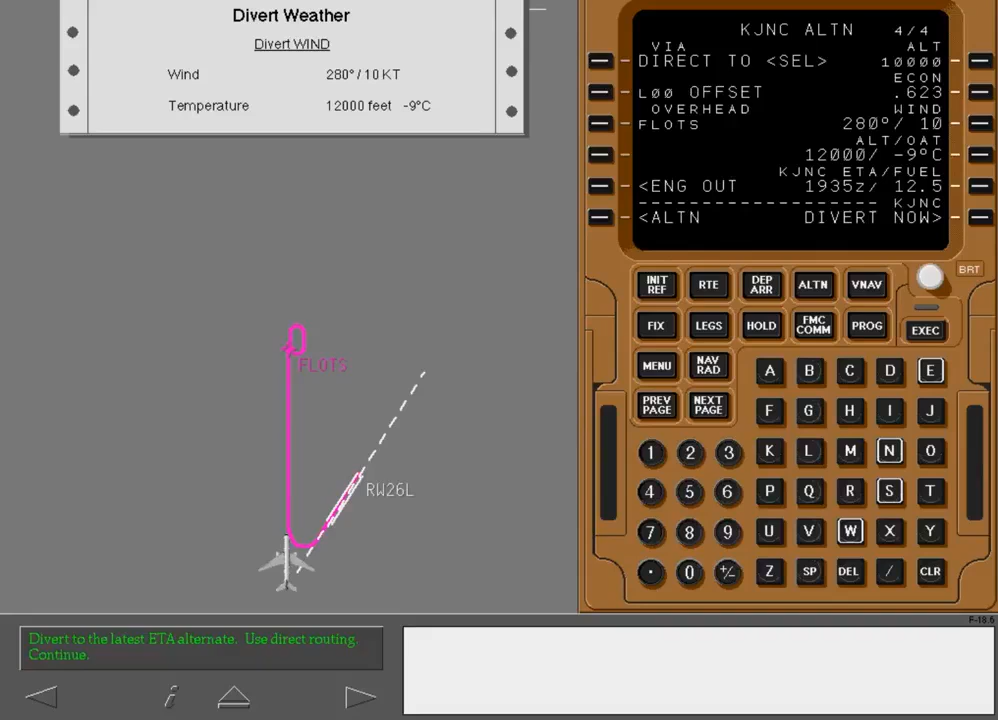 Divert Weather
Divert WIND
Wind 280° / 10 KT
Temperature 12000 feet -9°C
KJNC ALTN 4/4
VIA ALT
DIRECT TO <SEL> 10000
ECON
L00 OFFSET .623
OVERHEAD WIND
FLOTS 280°/ 10
ALT/OAT
12000/ -9°C
KJNC ETA/FUEL
<ENG OUT 1935z/ 12.5
-------------------- KJNC
<ALTN DIVERT NOW>
BRT
INIT REF RTE DEP ARR ALTN VNAV
FIX LEGS HOLD FMC COMM PROG EXEC
MENU NAV RAD
PREV PAGE NEXT PAGE
A B C D E
F G H I J
1 2 3 K L M N O
4 5 6 P Q R S T
7 8 9 U V W X Y
. 0 +/- Z SP DEL / CLR
FLOTS
RW26L
F-18.5
Divert to the latest ETA alternate. Use direct routing.
Continue.
i